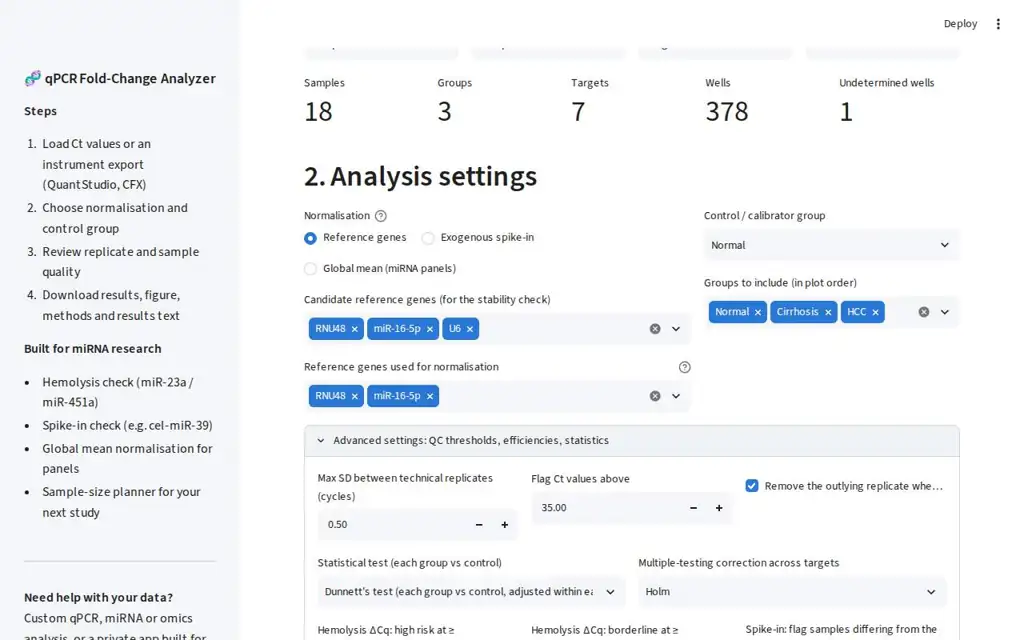 Deploy
🧬 qPCR Fold-Change Analyzer
Steps
1. Load Ct values or an
instrument export
(QuantStudio, CFX)
2. Choose normalisation and
control group
3. Review replicate and sample
quality
4. Download results, figure,
methods and results text
Built for miRNA research
• Hemolysis check (miR-23a /
miR-451a)
• Spike-in check (e.g. cel-miR-39)
• Global mean normalisation for
panels
• Sample-size planner for your
next study
Need help with your data?
Custom qPCR, miRNA or omics
analysis, or a private app built for
Samples
18
Groups
3
Targets
7
Wells
378
Undetermined wells
1
2. Analysis settings
Normalisation
Reference genes
Exogenous spike-in
Global mean (miRNA panels)
Candidate reference genes (for the stability check)
RNU48 × miR-16-5p × U6 ×
Reference genes used for normalisation
RNU48 × miR-16-5p ×
Control / calibrator group
Normal
Groups to include (in plot order)
Normal × Cirrhosis × HCC ×
Advanced settings: QC thresholds, efficiencies, statistics
Max SD between technical replicates
(cycles)
0.50 − +
Flag Ct values above
35.00 − +
Remove the outlying replicate whe…
Statistical test (each group vs control)
Dunnett's test (each group vs control, adjusted within ea
Multiple-testing correction across targets
Holm
Hemolysis ΔCq: high risk at ≥
Hemolysis ΔCq: borderline at ≥
Spike-in: flag samples differing from the